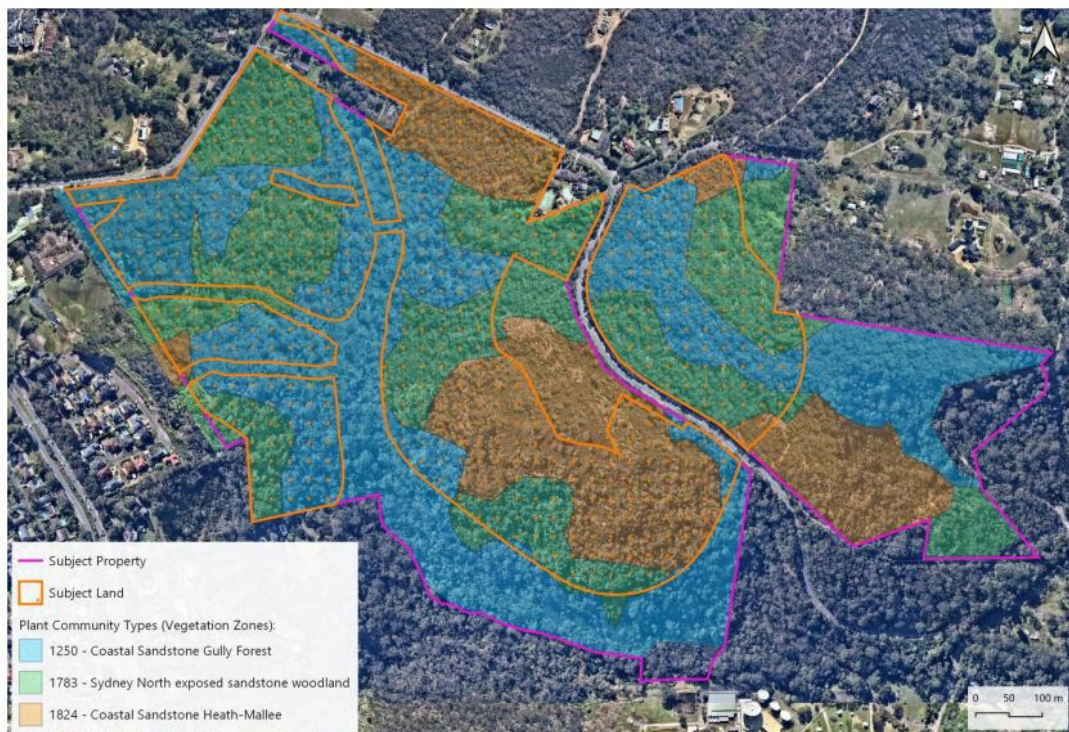 Subject Property
Subject Land
Plant Community Types (Vegetation Zones):
1250 - Coastal Sandstone Gully Forest
1783 - Sydney North exposed sandstone woodland
1824 - Coastal Sandstone Heath-Mallee
0 50 100 m